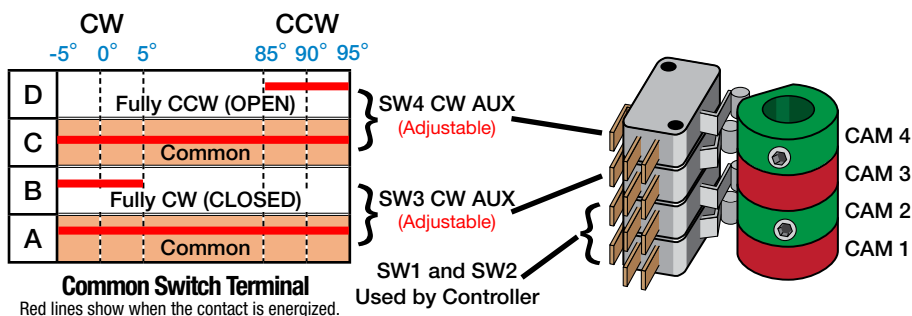 CW
CCW
-5° 0° 5° 85° 90° 95°
D
Fully CCW (OPEN)
C
Common
B
Fully CW (CLOSED)
A
Common
Common Switch Terminal
Red lines show when the contact is energized.
SW4 CW AUX
(Adjustable)
SW3 CW AUX
(Adjustable)
SW1 and SW2
Used by Controller
CAM 4
CAM 3
CAM 2
CAM 1